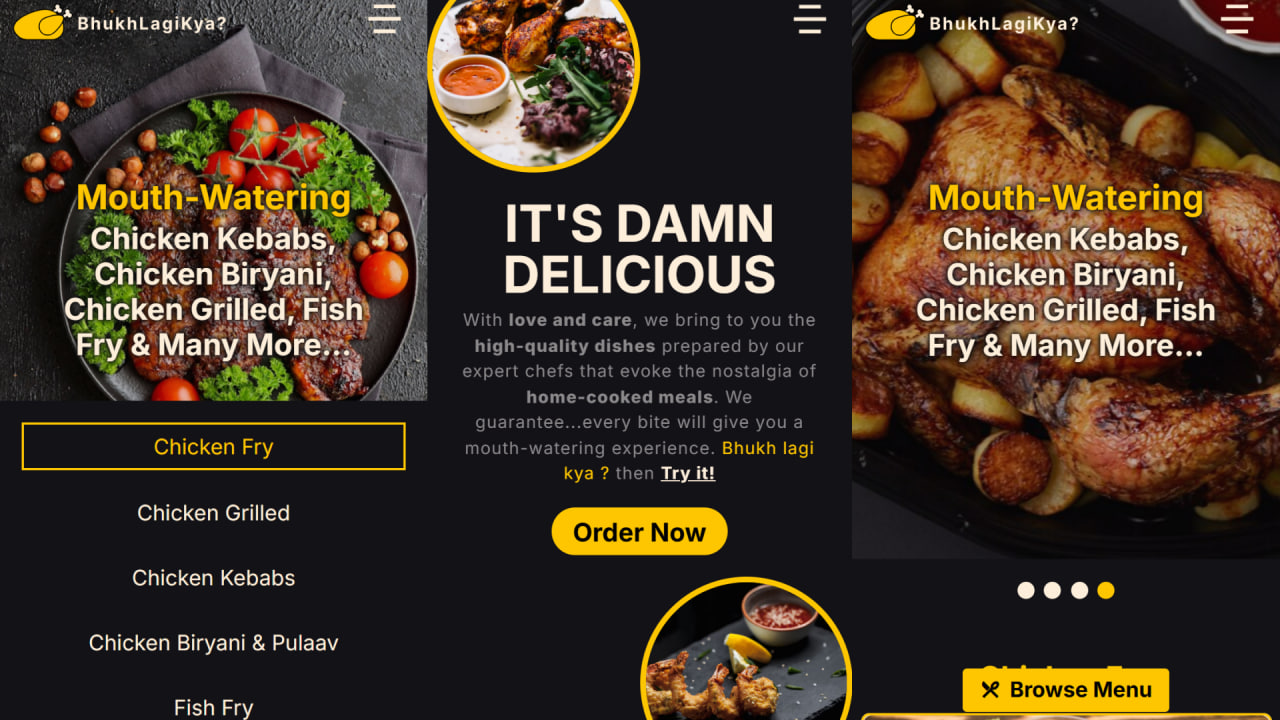 BhukhLagiKya?
Mouth-Watering
Chicken Kebabs,
Chicken Biryani,
Chicken Grilled, Fish
Fry & Many More...
Chicken Fry
Chicken Grilled
Chicken Kebabs
Chicken Biryani & Pulaav
Fish Fry
IT'S DAMN
DELICIOUS
With love and care, we bring to you the
high-quality dishes prepared by our
expert chefs that evoke the nostalgia of
home-cooked meals. We
guarantee...every bite will give you a
mouth-watering experience. Bhukh lagi
kya ? then Try it!
Order Now
BhukhLagiKya?
Mouth-Watering
Chicken Kebabs,
Chicken Biryani,
Chicken Grilled, Fish
Fry & Many More...
Browse Menu